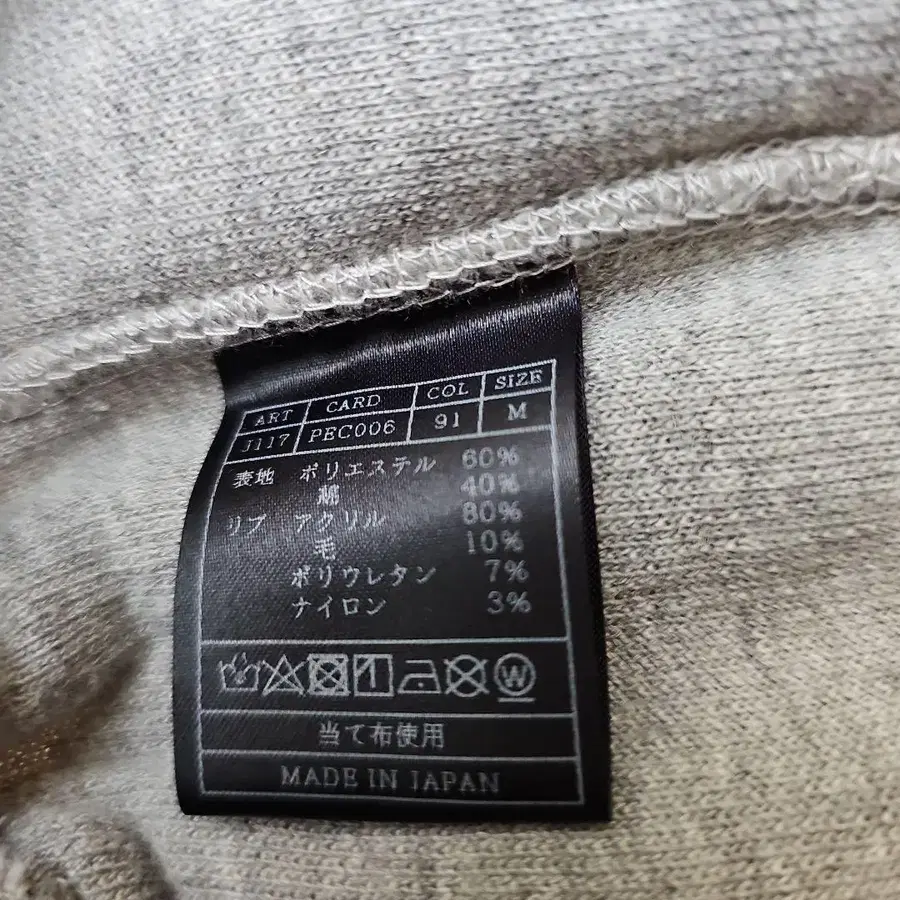 ART CARD COL SIZE
J117 PEC006 91 M
表地 ポリエステル 60%
綿 40%
リブ アクリル 80%
毛 10%
ポリウレタン 7%
ナイロン 3%
当て布使用
MADE IN JAPAN